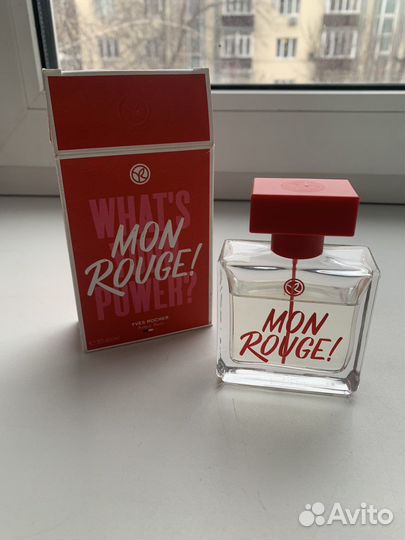 WHAT'S
MON
ROUGE!
POWER?
YVES ROCHER
MON
ROUGE!
Avito